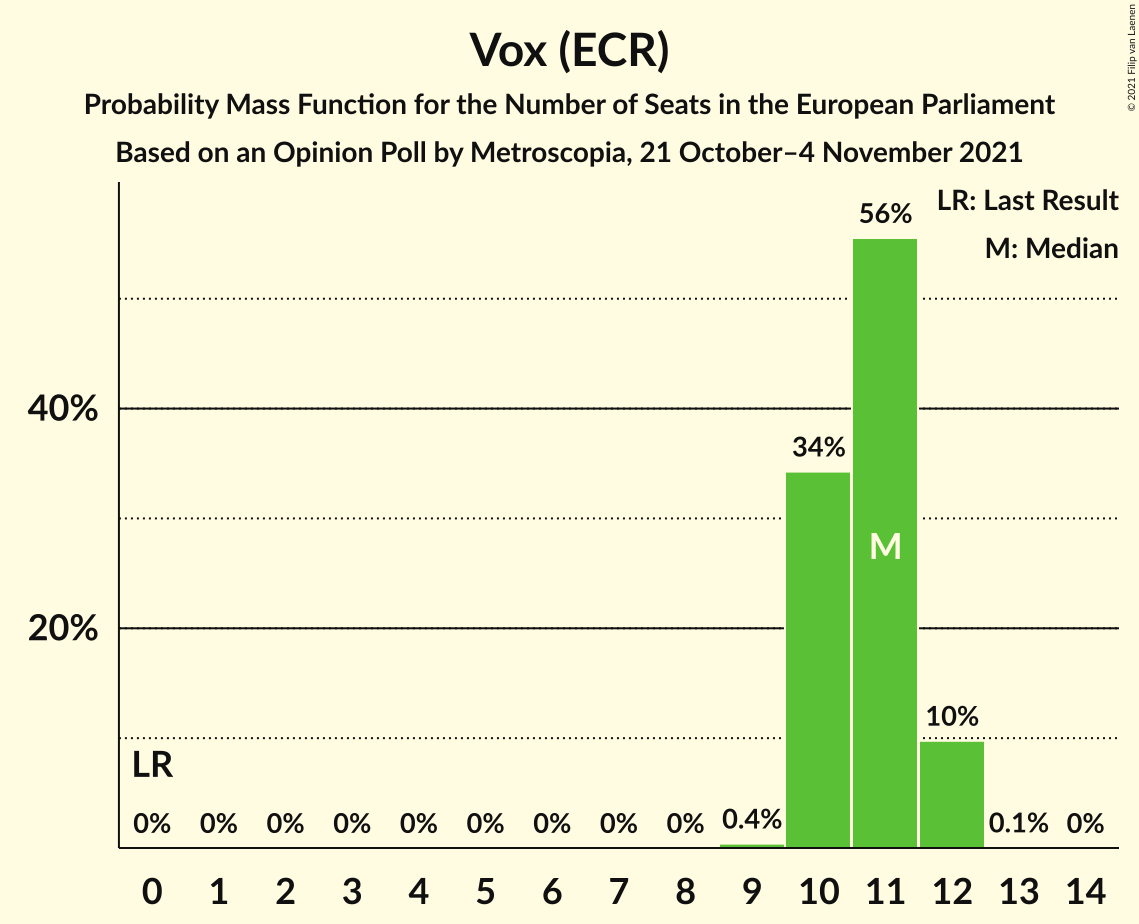 Vox (ECR)
Probability Mass Function for the Number of Seats in the European Parliament
Based on an Opinion Poll by Metroscopia, 21 October–4 November 2021
© 2021 Filip van Laenen
LR: Last Result
M: Median
56%
40%
34%
M
20%
10%
LR
0% 0% 0% 0% 0% 0% 0% 0% 0% 0.4% 0.1% 0%
0 1 2 3 4 5 6 7 8 9 10 11 12 13 14